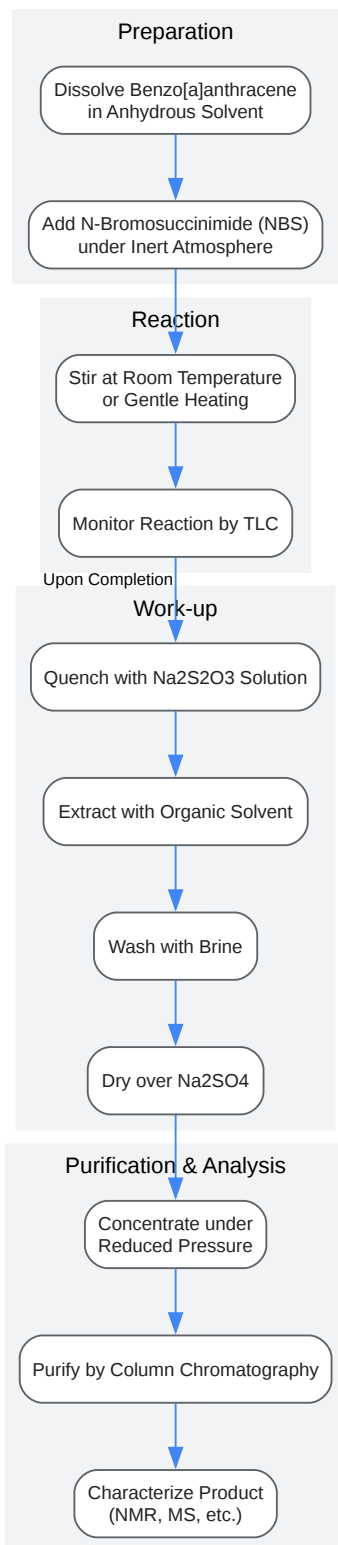 Preparation
Dissolve Benzo[a]anthracene
in Anhydrous Solvent
Add N-Bromosuccinimide (NBS)
under Inert Atmosphere
Reaction
Stir at Room Temperature
or Gentle Heating
Monitor Reaction by TLC
Upon Completion
Work-up
Quench with Na2S2O3 Solution
Extract with Organic Solvent
Wash with Brine
Dry over Na2SO4
Purification & Analysis
Concentrate under
Reduced Pressure
Purify by Column Chromatography
Characterize Product
(NMR, MS, etc.)